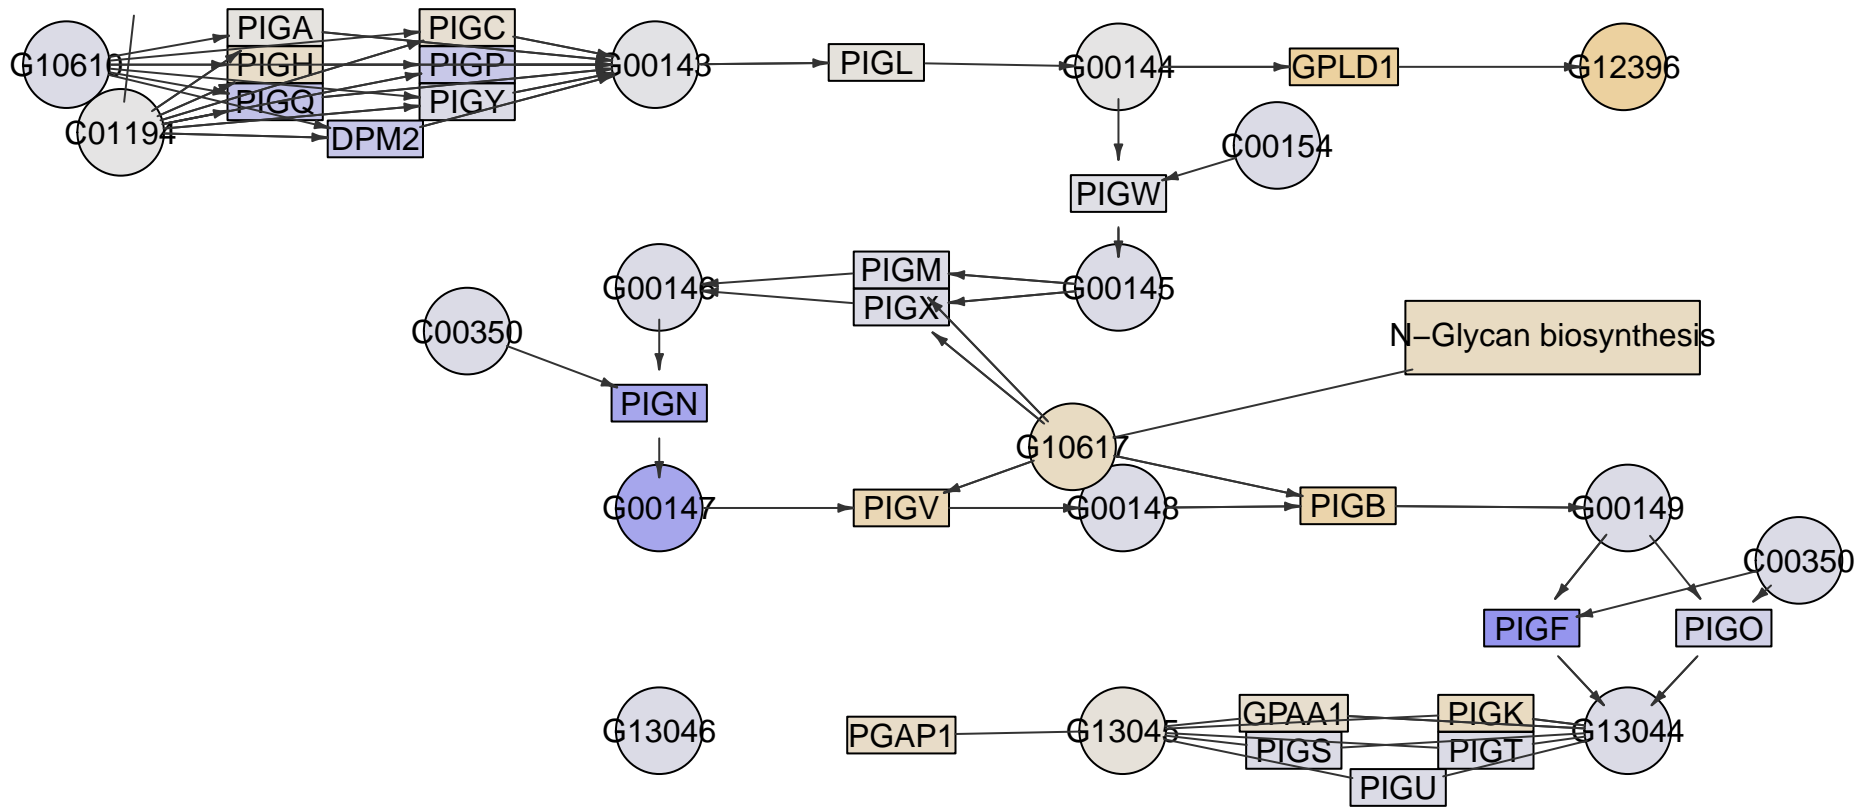 PIGA
PIGC
G10610
PIGH
PIGP
G00143
PIGL
G00144
GPLD1
G12396
PIGQ
PIGY
C01194
DPM2
C00154
PIGW
PIGM
G00146
G00145
PIGX
C00350
N–Glycan biosynthesis
PIGN
G10617
G00147
PIGV
G00148
PIGB
G00149
C00350
PIGF
PIGO
GPAA1
PIGK
G13046
PGAP1
G13045
G13044
PIGS
PIGT
PIGU